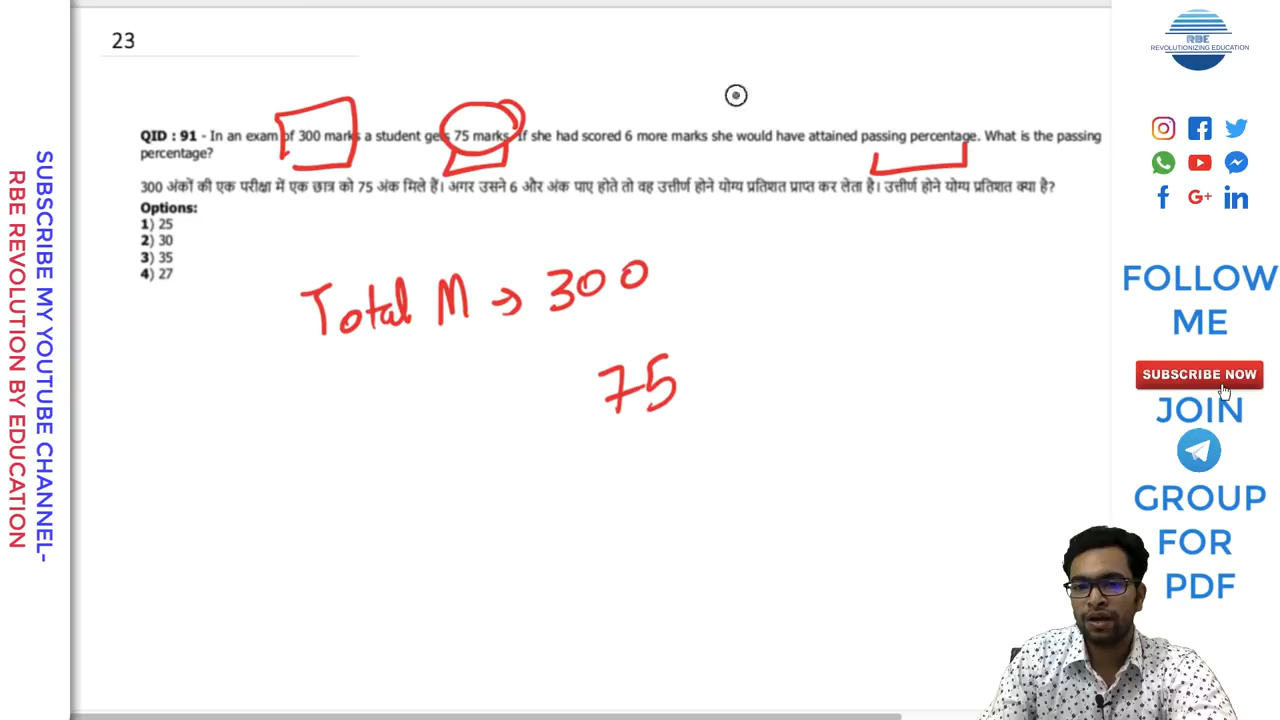 23
QID : 91 - In an exam of 300 marks a student gets 75 marks. If she had scored 6 more marks she would have attained passing percentage. What is the passing
percentage?
300 अंकों की एक परीक्षा में एक छात्र को 75 अंक मिले हैं। अगर उसने 6 और अंक पाए होते तो वह उत्तीर्ण होने योग्य प्रतिशत प्राप्त कर लेता है। उत्तीर्ण होने योग्य प्रतिशत क्या है?
Options:
1) 25
2) 30
3) 35
4) 27
Total M → 300
75
SUBSCRIBE MY YOUTUBE CHANNEL-
RBE REVOLUTION BY EDUCATION
RBE
REVOLUTIONIZING EDUCATION
FOLLOW
ME
SUBSCRIBE NOW
JOIN
GROUP
FOR
PDF